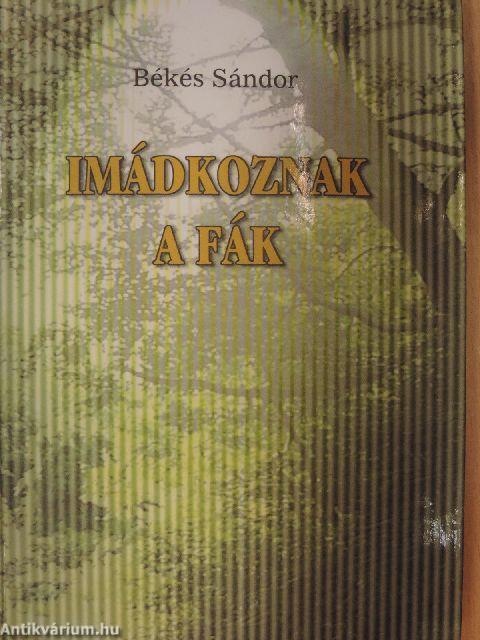 Békés Sándor
IMÁDKOZNAK
A FÁK
Antikvárium.hu